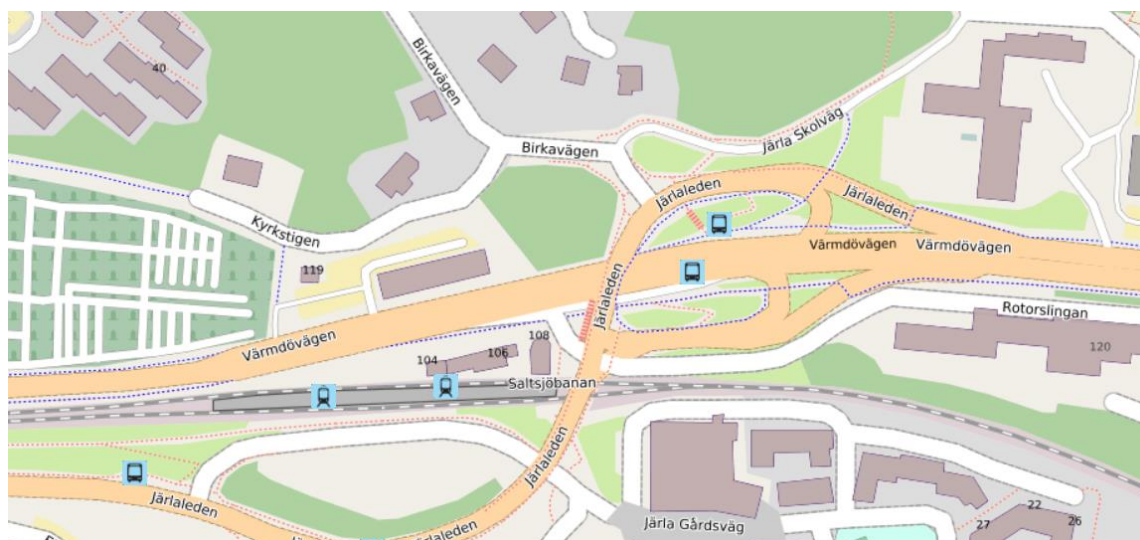 40
Birkavägen
Birkavägen
Järla Skolväg
Järlaleden
Järlaleden
Kyrkstigen
Värmdövägen
Värmdövägen
119
Järlaleden
Rotorslingan
Värmdövägen
108
106
104
120
Saltsjöbanan
Järlaleden
Järlaleden
22
26
27
Järla Gårdsväg
Järlaleden